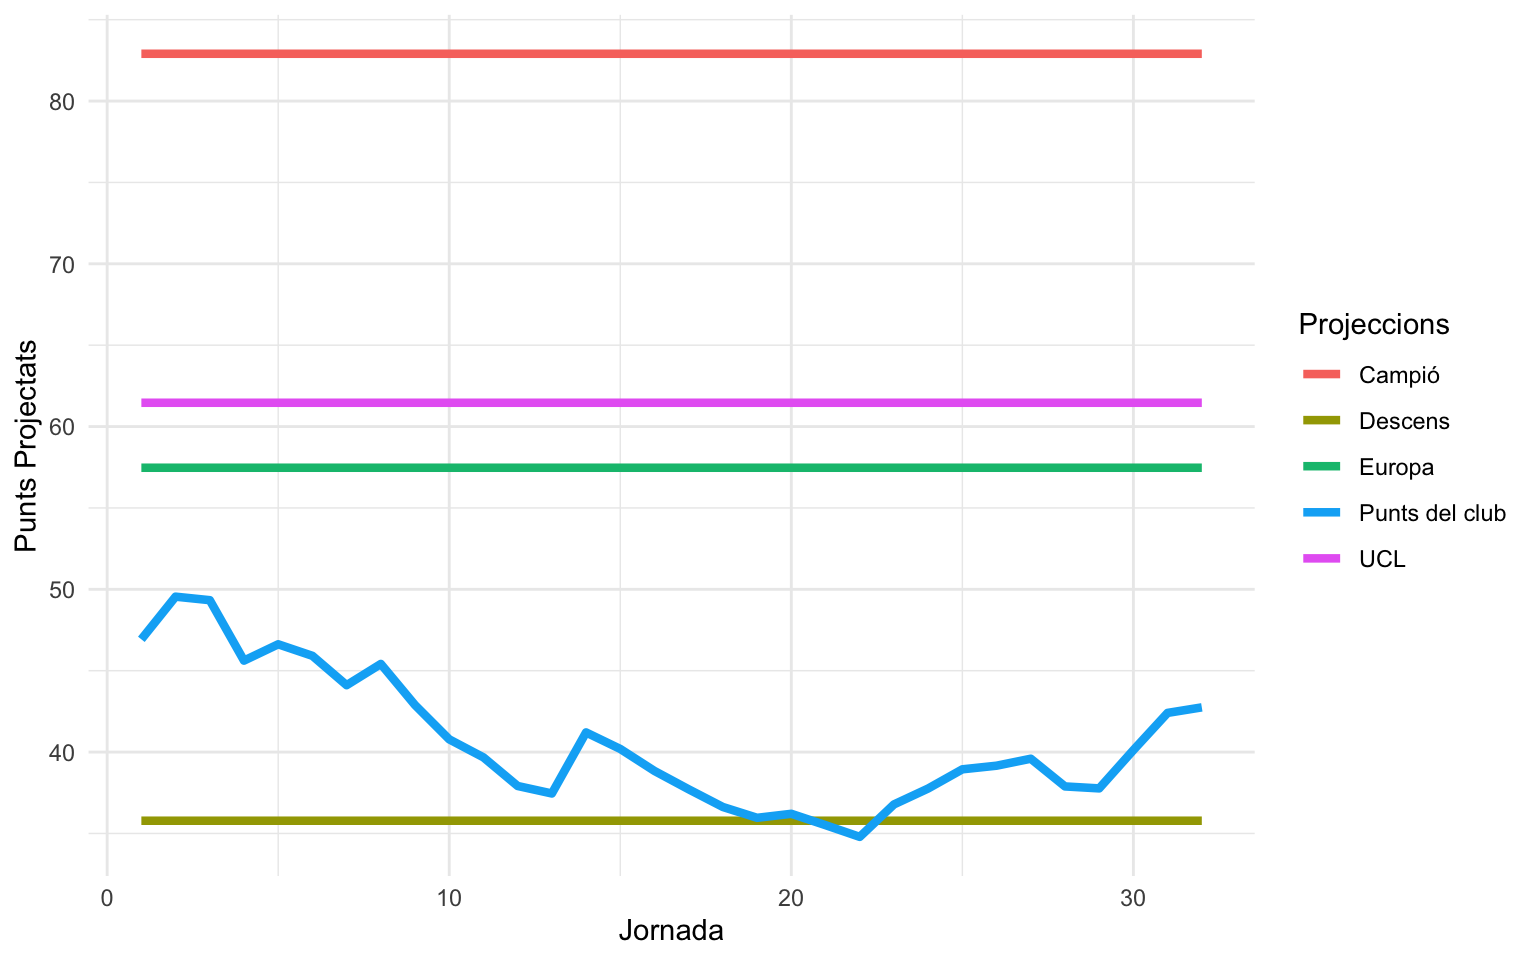 80
70
60
50
40
Punts Projectats
0
10
20
30
Jornada
Projeccions
Campió
Descens
Europa
Punts del club
UCL